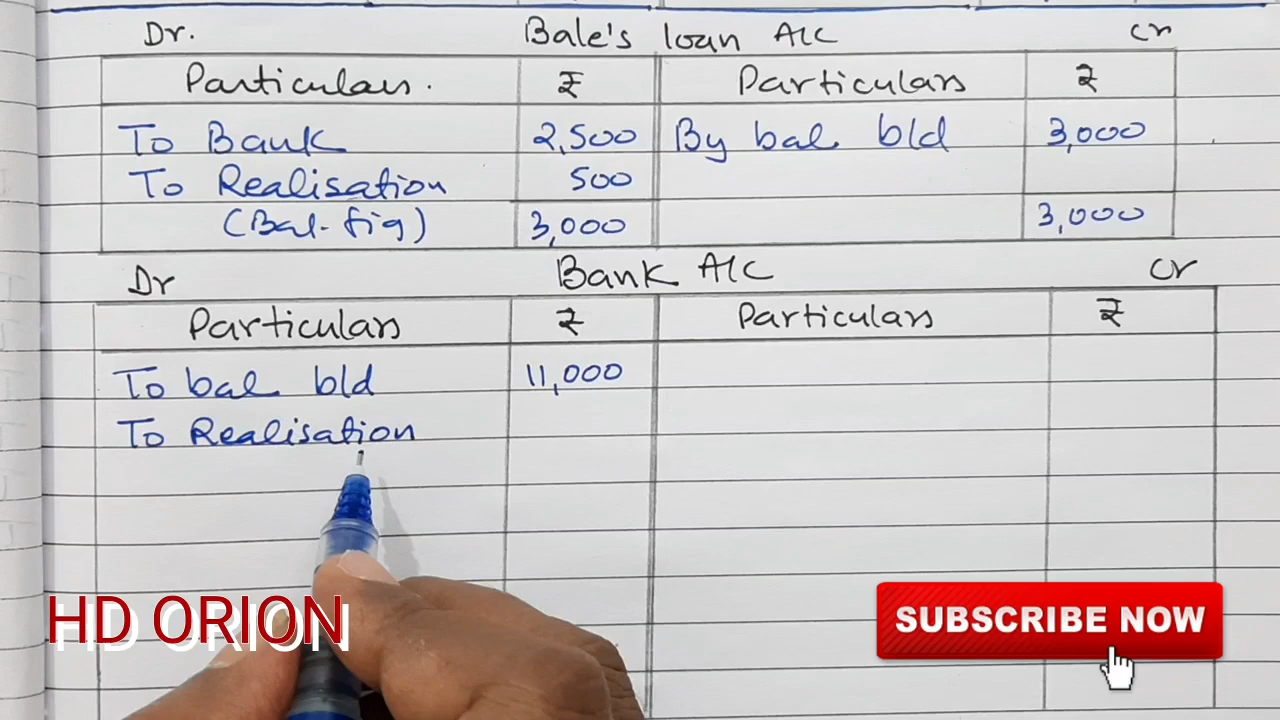 Dr. Bale's loan A/C Cr
Particulars. ₹ Particulars ₹
To Bank 2,500 By bal b/d 3,000
To Realisation 500
(Bal. fig) 3,000 3,000
Dr Bank A/C Cr
Particulars ₹ Particulars ₹
To bal b/d 11,000
To Realisation
HD ORION
SUBSCRIBE NOW